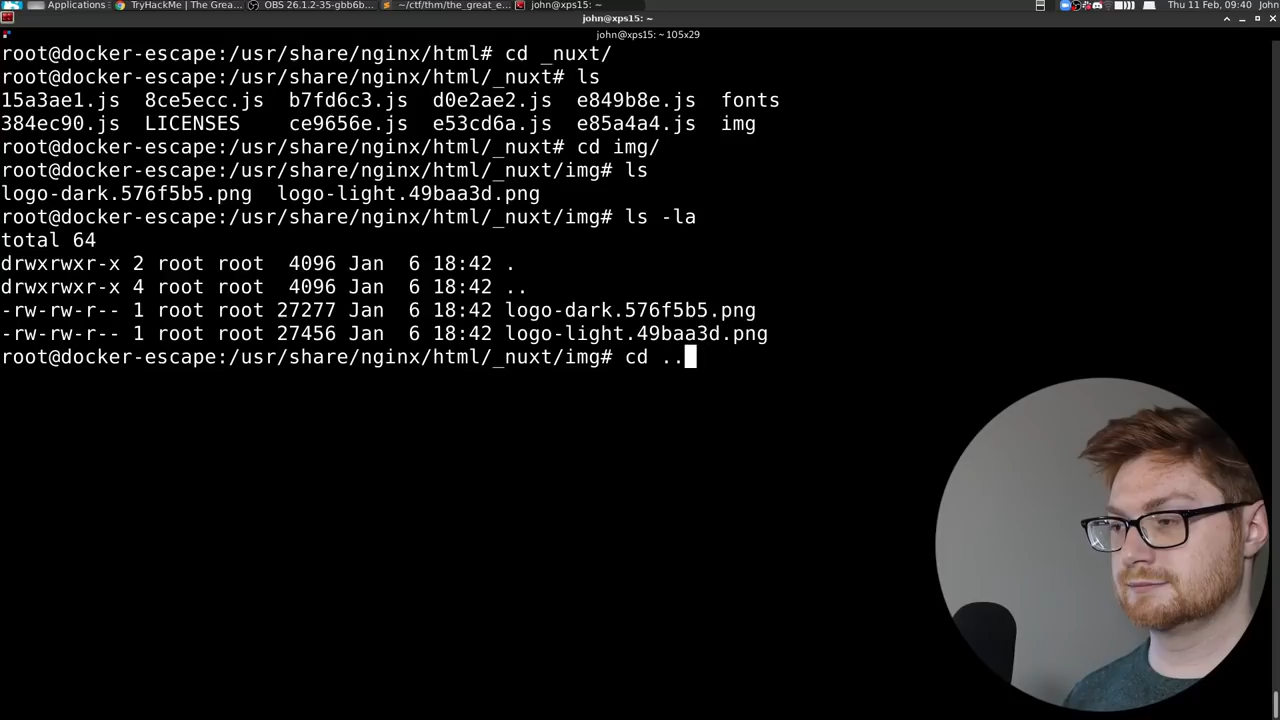 Applications
TryHackMe | The Grea...
OBS 26.1.2-35-gbb6b...
~/ctf/thm/the_great_e...
john@xps15: ~
Thu 11 Feb, 09:40 John
john@xps15: ~
john@xps15: ~ 105x29
root@docker-escape:/usr/share/nginx/html# cd _nuxt/
root@docker-escape:/usr/share/nginx/html/_nuxt# ls
15a3ae1.js 8ce5ecc.js b7fd6c3.js d0e2ae2.js e849b8e.js fonts
384ec90.js LICENSES ce9656e.js e53cd6a.js e85a4a4.js img
root@docker-escape:/usr/share/nginx/html/_nuxt# cd img/
root@docker-escape:/usr/share/nginx/html/_nuxt/img# ls
logo-dark.576f5b5.png logo-light.49baa3d.png
root@docker-escape:/usr/share/nginx/html/_nuxt/img# ls -la
total 64
drwxrwxr-x 2 root root 4096 Jan 6 18:42 .
drwxrwxr-x 4 root root 4096 Jan 6 18:42 ..
-rw-rw-r-- 1 root root 27277 Jan 6 18:42 logo-dark.576f5b5.png
-rw-rw-r-- 1 root root 27456 Jan 6 18:42 logo-light.49baa3d.png
root@docker-escape:/usr/share/nginx/html/_nuxt/img# cd ..